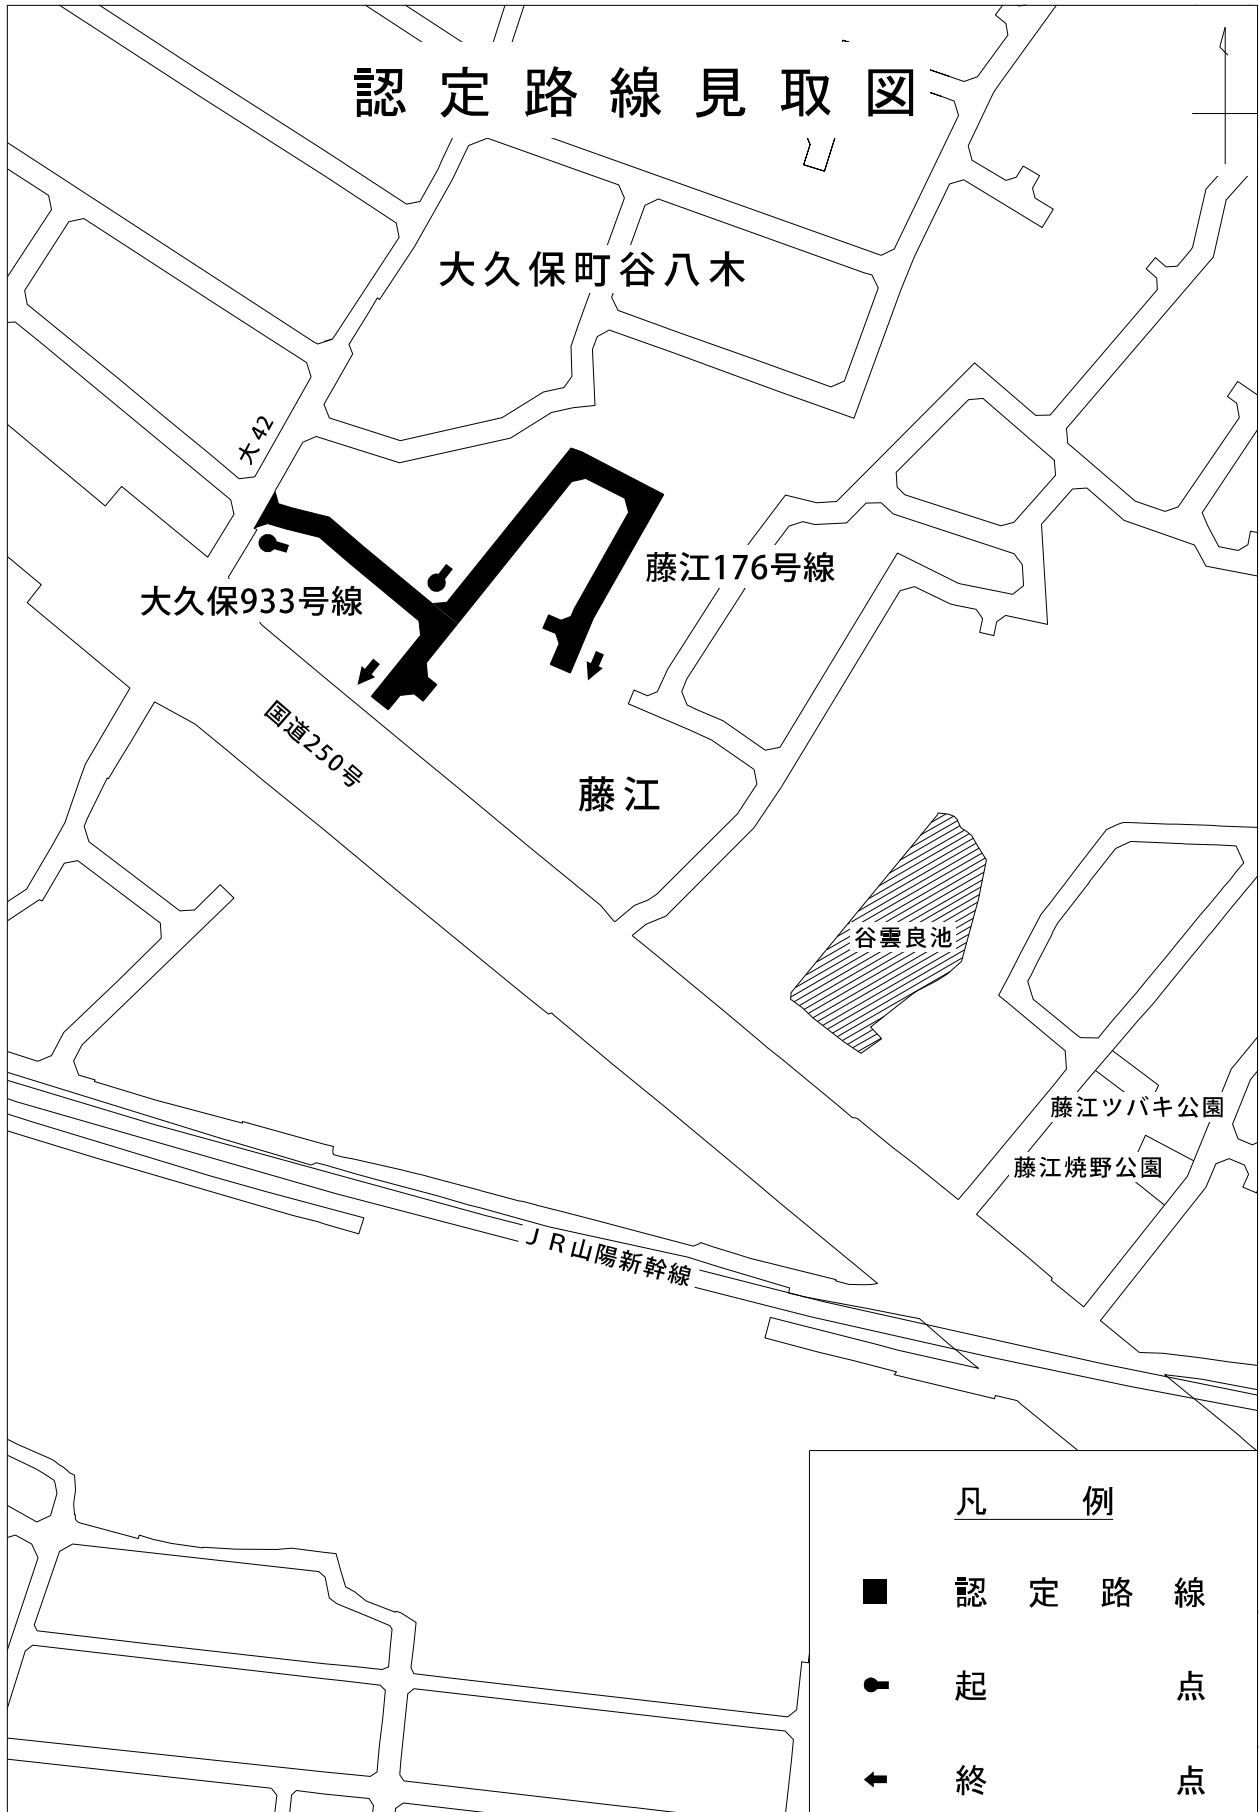 認定路線見取図
大久保町谷八木
大42
藤江176号線
大久保933号線
国道250号
藤江
谷雲良池
藤江ツバキ公園
藤江焼野公園
ＪＲ山陽新幹線
凡例
認定路線
起点
終点